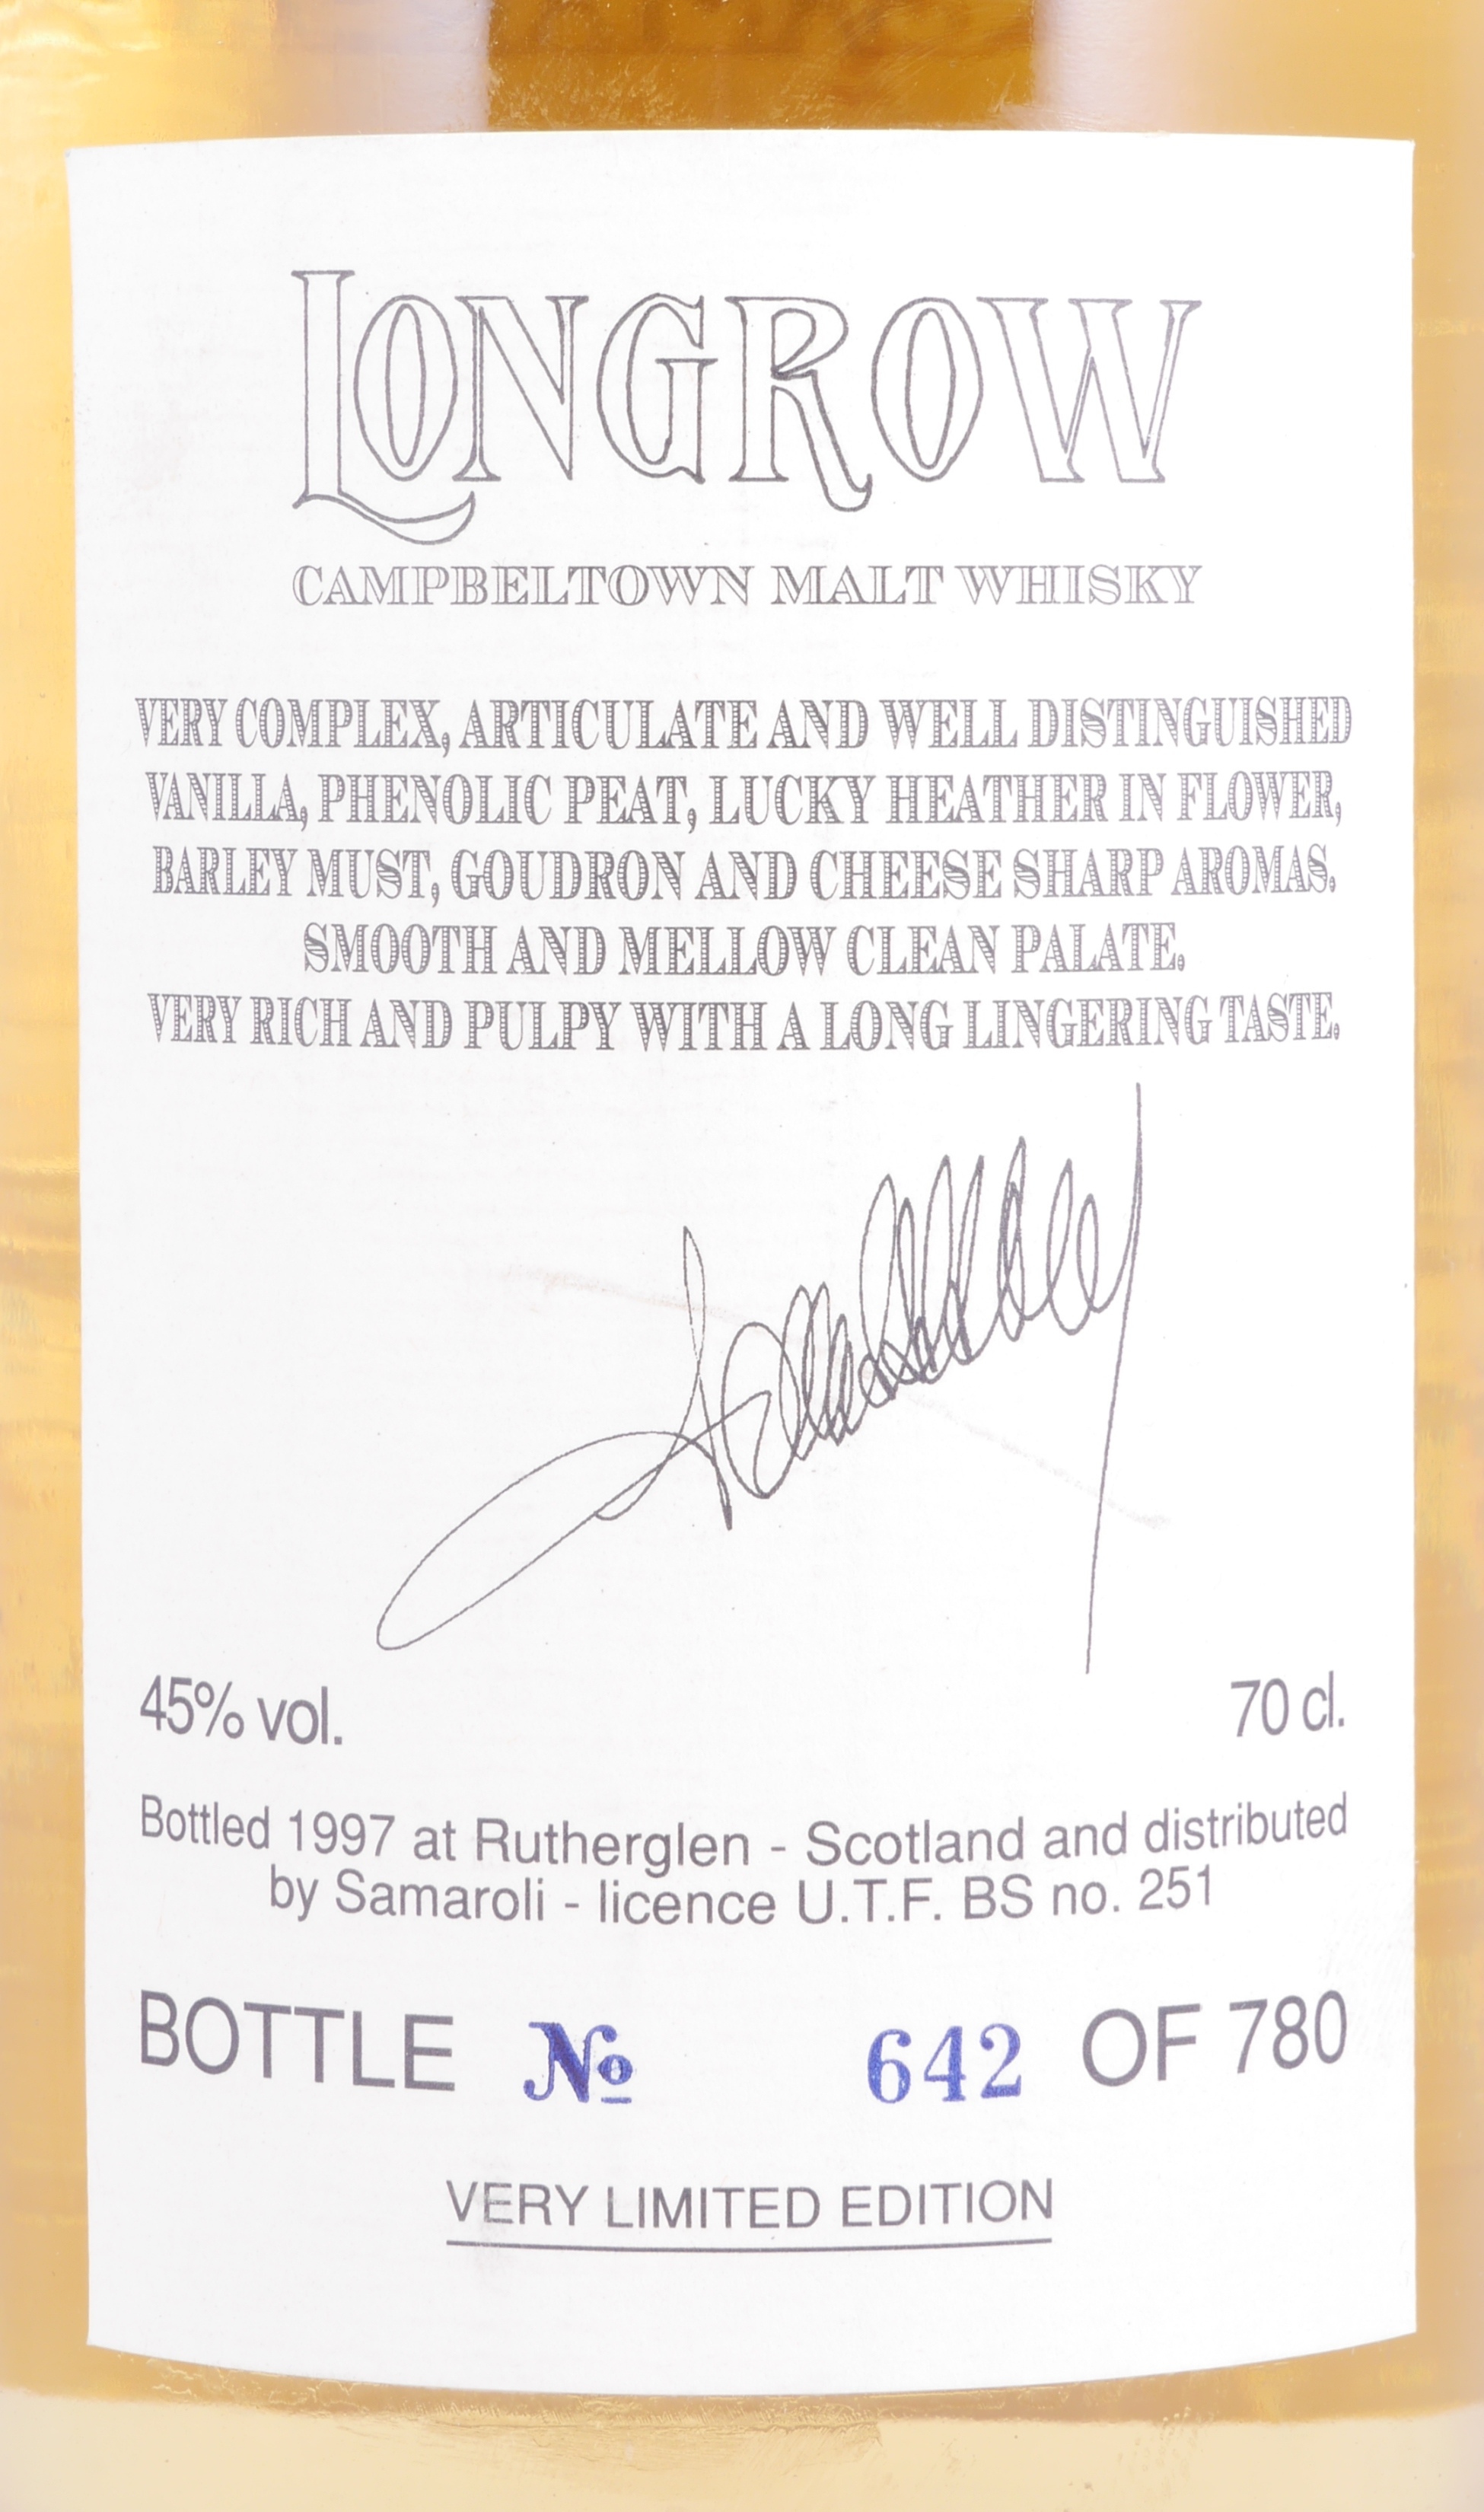 LONGROW
CAMPBELTOWN MALT WHISKY
VERY COMPLEX, ARTICULATE AND WELL DISTINGUISHED
VANILLA, PHENOLIC PEAT, LUCKY HEATHER IN FLOWER,
BARLEY MUST, GOUDRON AND CHEESE SHARP AROMAS.
SMOOTH AND MELLOW CLEAN PALATE.
VERY RICH AND PULPY WITH A LONG LINGERING TASTE.
45% vol. 70 cl.
Bottled 1997 at Rutherglen - Scotland and distributed
by Samaroli - licence U.T.F. BS no. 251
BOTTLE No 642 OF 780
VERY LIMITED EDITION